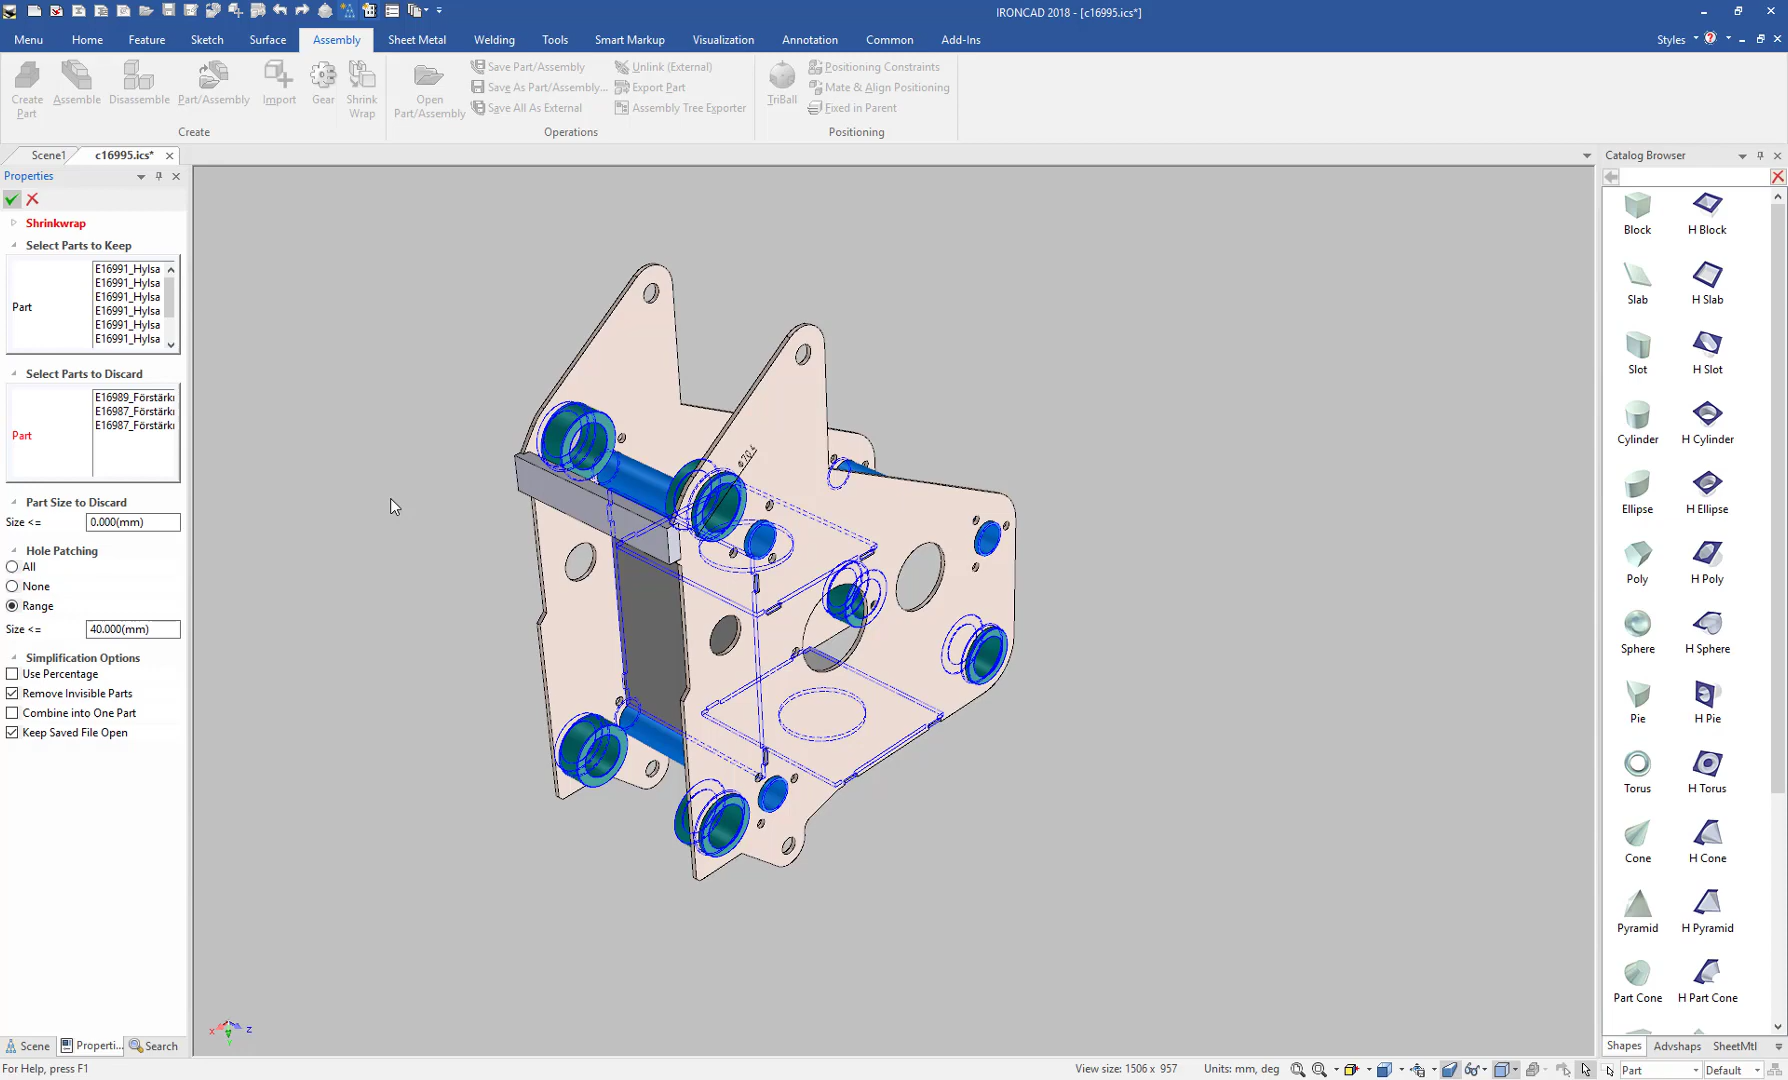 IRONCAD 2018 - [c16995.ics*]
Menu Home Feature Sketch Surface Assembly Sheet Metal Welding Tools Smart Markup Visualization Annotation Common Add-Ins Styles
Create Part
Assemble
Disassemble
Part/Assembly
Import
Gear
Shrink Wrap
Create
Open Part/Assembly
Save Part/Assembly
Save As Part/Assembly...
Save All As External
Unlink (External)
Export Part
Assembly Tree Exporter
Operations
TriBall
Positioning Constraints
Mate & Align Positioning
Fixed in Parent
Positioning
Scene1 c16995.ics*
Properties
Shrinkwrap
Select Parts to Keep
Part
E16991_Hylsa
E16991_Hylsa
E16991_Hylsa
E16991_Hylsa
E16991_Hylsa
E16991_Hylsa
Select Parts to Discard
Part
E16989_Förstärkı
E16987_Förstärkı
E16987_Förstärkı
Part Size to Discard
Size <= 0.000(mm)
Hole Patching
All
None
Range
Size <= 40.000(mm)
Simplification Options
Use Percentage
Remove Invisible Parts
Combine into One Part
Keep Saved File Open
X Z
Y
Scene Properti... Search
Catalog Browser
Block H Block
Slab H Slab
Slot H Slot
Cylinder H Cylinder
Ellipse H Ellipse
Poly H Poly
Sphere H Sphere
Pie H Pie
Torus H Torus
Cone H Cone
Pyramid H Pyramid
Part Cone H Part Cone
Shapes Advshaps SheetMtl
For Help, press F1
View size: 1506 x 957 Units: mm, deg Part Default